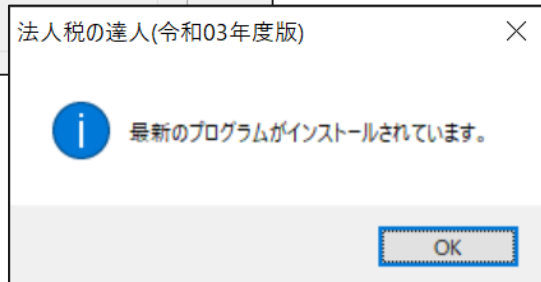 法人税の達人(令和03年度版)
最新のプログラムがインストールされています。
OK